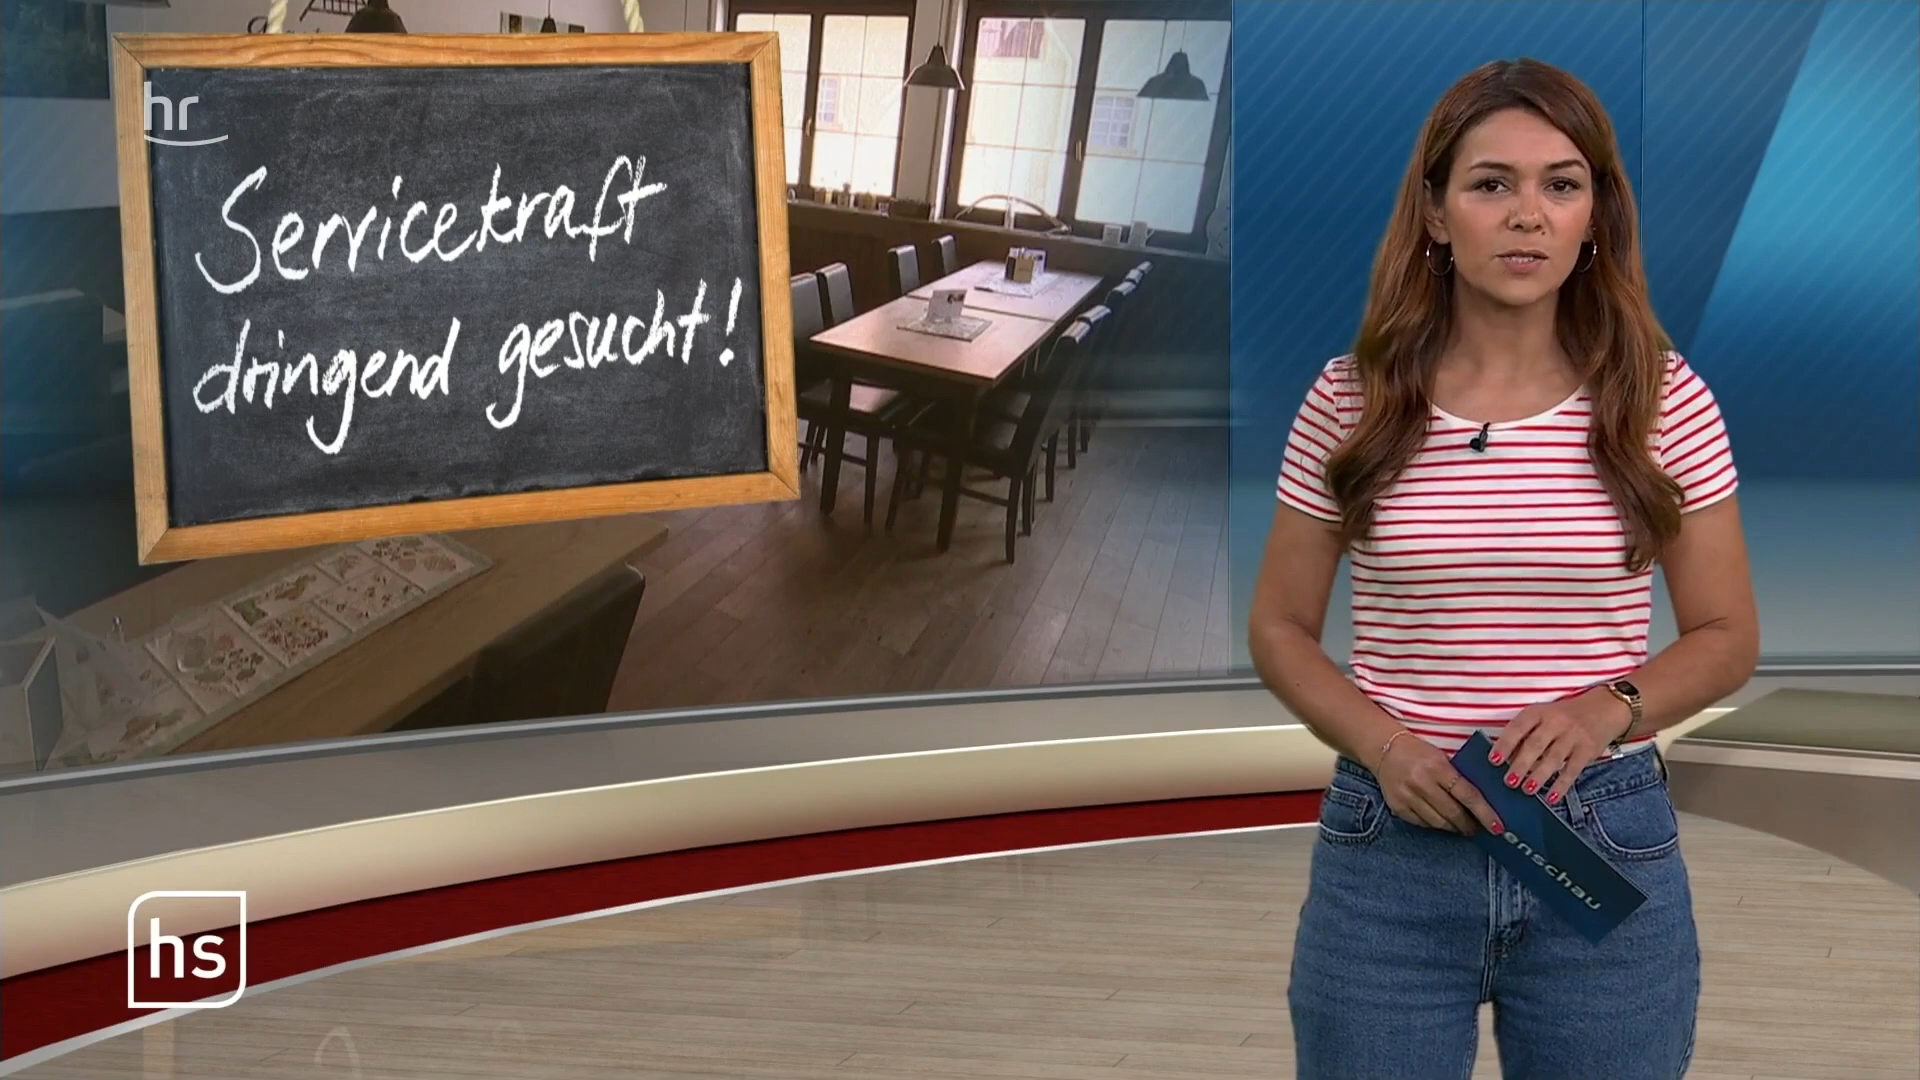 hr
Servicekraft
dringend gesucht!
enschau
hs